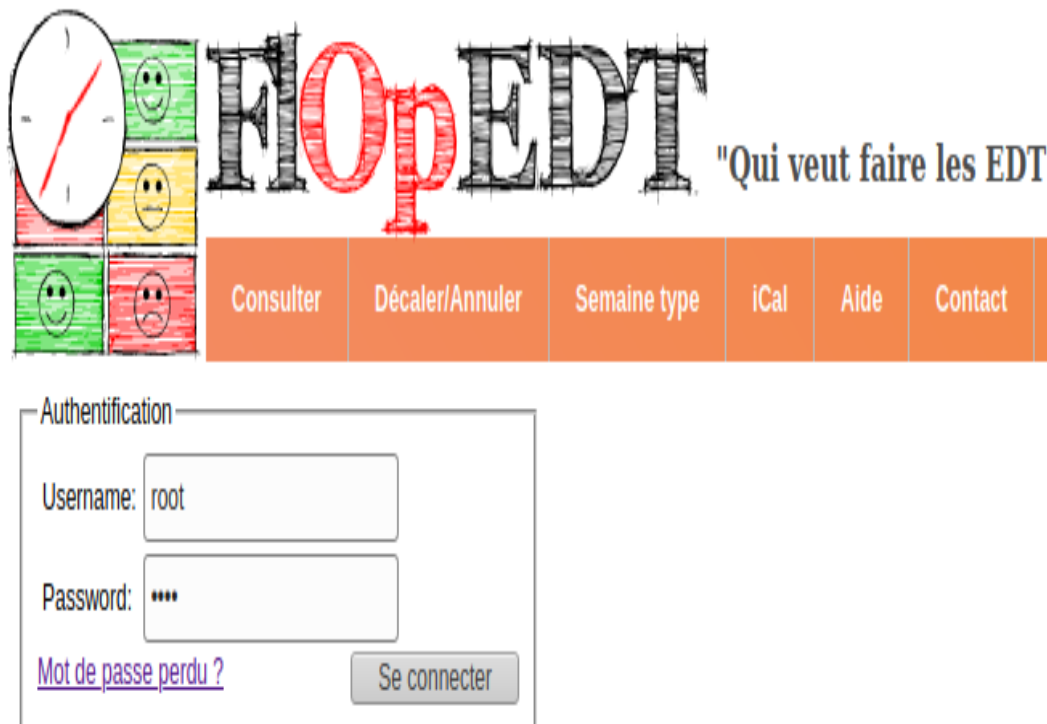 FlOpEDT
"Qui veut faire les EDT
Consulter Décaler/Annuler Semaine type iCal Aide Contact
Authentification
Username: root
Password: ••••
Mot de passe perdu ?
Se connecter